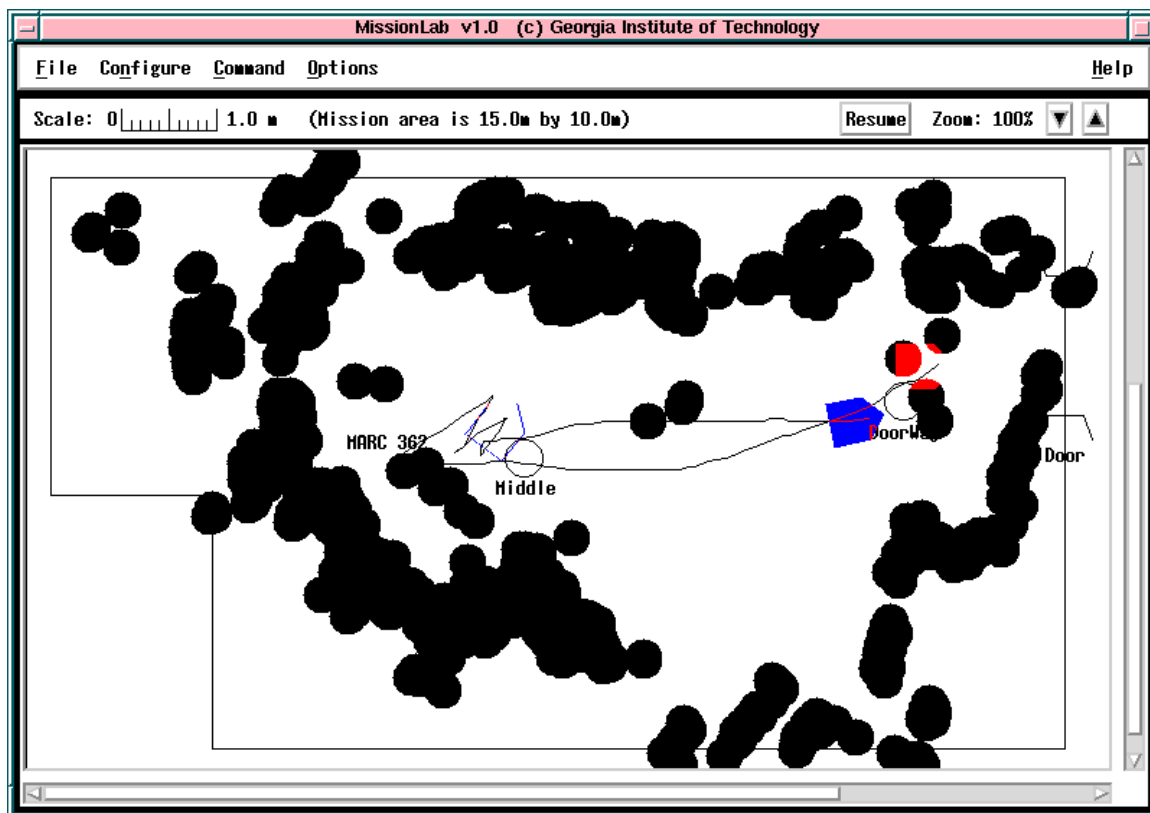 MissionLab v1.0 (c) Georgia Institute of Technology
File Configure Command Options Help
Scale: 0 1.0 m (Mission area is 15.0m by 10.0m) Resume Zoom: 100%
MARC 362
DoorWay
Door
Middle